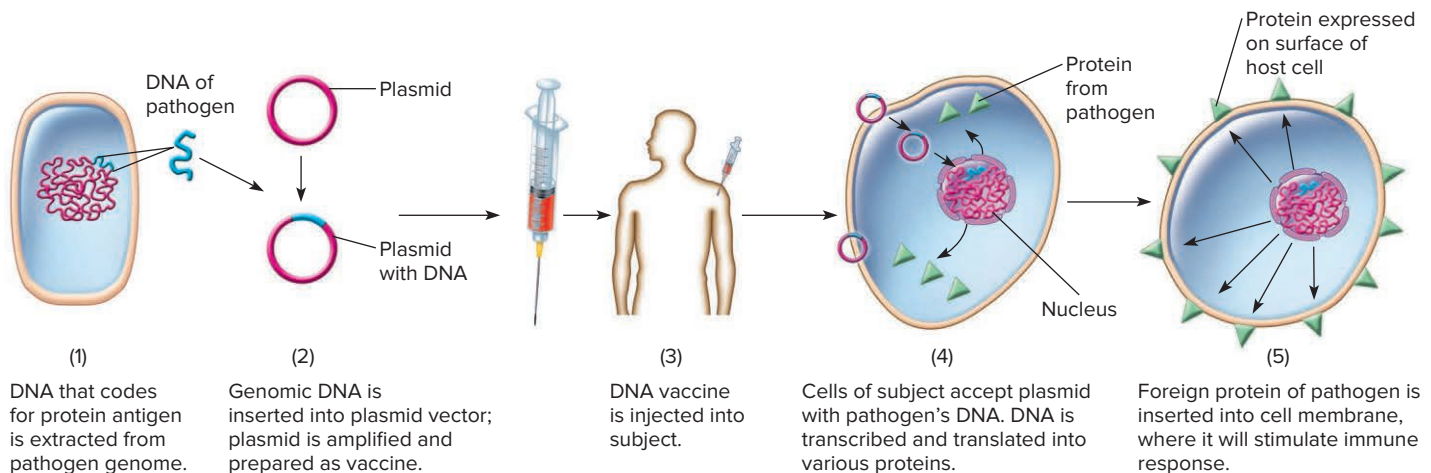 DNA of
pathogen
Plasmid
Plasmid
with DNA
Protein
from
pathogen
Nucleus
Protein expressed
on surface of
host cell
(1)
DNA that codes
for protein antigen
is extracted from
pathogen genome.
(2)
Genomic DNA is
inserted into plasmid vector;
plasmid is amplified and
prepared as vaccine.
(3)
DNA vaccine
is injected into
subject.
(4)
Cells of subject accept plasmid
with pathogen's DNA. DNA is
transcribed and translated into
various proteins.
(5)
Foreign protein of pathogen is
inserted into cell membrane,
where it will stimulate immune
response.